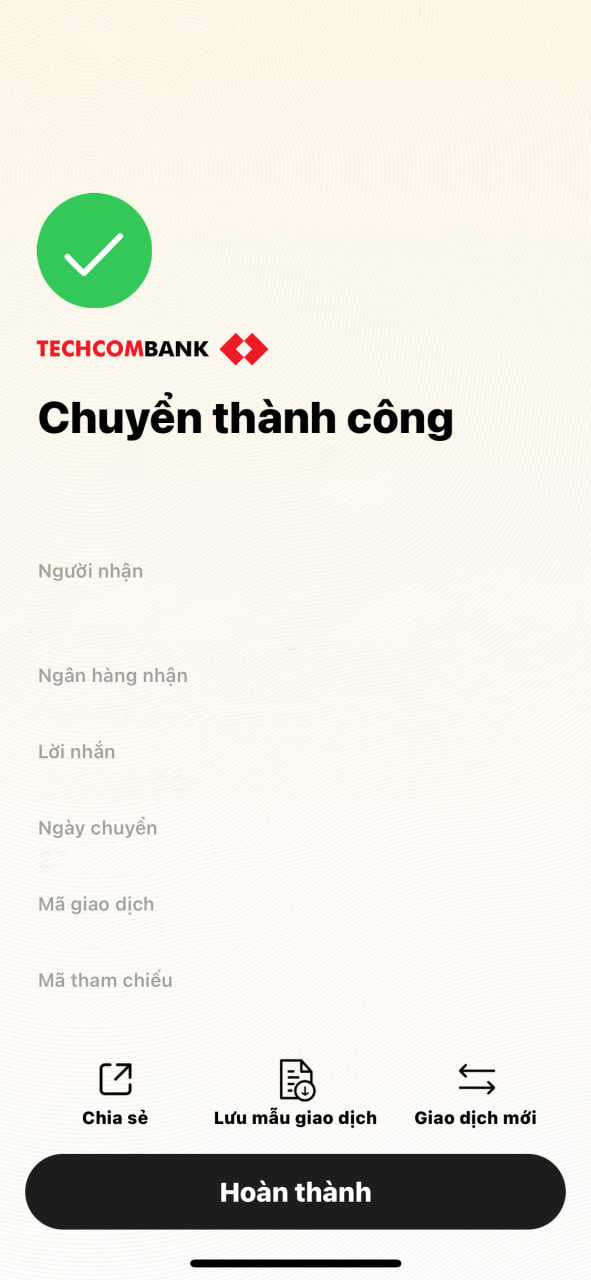 TECHCOMBANK
Chuyển thành công
Người nhận
Ngân hàng nhận
Lời nhắn
Ngày chuyển
Mã giao dịch
Mã tham chiếu
Chia sẻ
Lưu mẫu giao dịch
Giao dịch mới
Hoàn thành